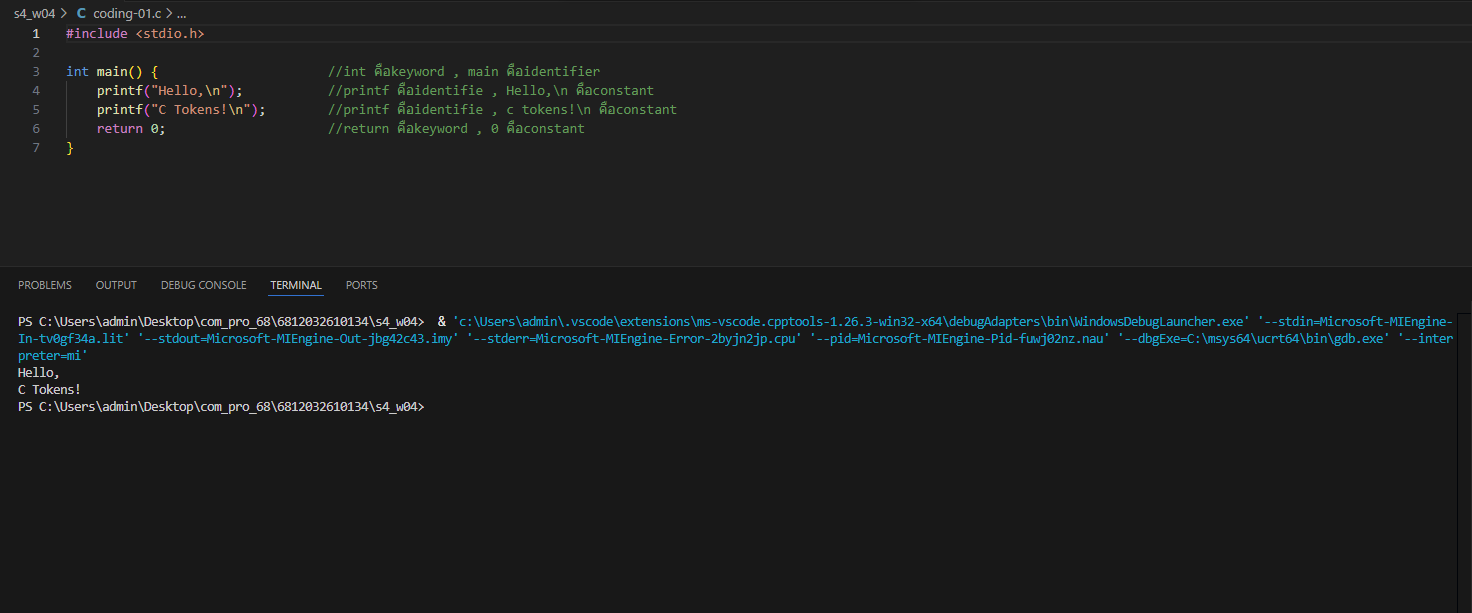 s4_w04 > C coding-01.c > ...
1 #include <stdio.h>
2
3 int main() { //int คือkeyword , main คือidentifier
4 printf("Hello,\n"); //printf คือidentifie , Hello,\n คือconstant
5 printf("C Tokens!\n"); //printf คือidentifie , c tokens!\n คือconstant
6 return 0; //return คือkeyword , 0 คือconstant
7 }
PROBLEMS OUTPUT DEBUG CONSOLE TERMINAL PORTS
PS C:\Users\admin\Desktop\com_pro_68\6812032610134\s4_w04> & 'c:\Users\admin\.vscode\extensions\ms-vscode.cpptools-1.26.3-win32-x64\debugAdapters\bin\WindowsDebugLauncher.exe' '--stdin=Microsoft-MIEngine-
In-tv0gf34a.lit' '--stdout=Microsoft-MIEngine-Out-jbg42c43.imy' '--stderr=Microsoft-MIEngine-Error-2byjn2jp.cpu' '--pid=Microsoft-MIEngine-Pid-fuwj02nz.nau' '--dbgExe=C:\msys64\ucrt64\bin\gdb.exe' '--inter
preter=mi'
Hello,
C Tokens!
PS C:\Users\admin\Desktop\com_pro_68\6812032610134\s4_w04>